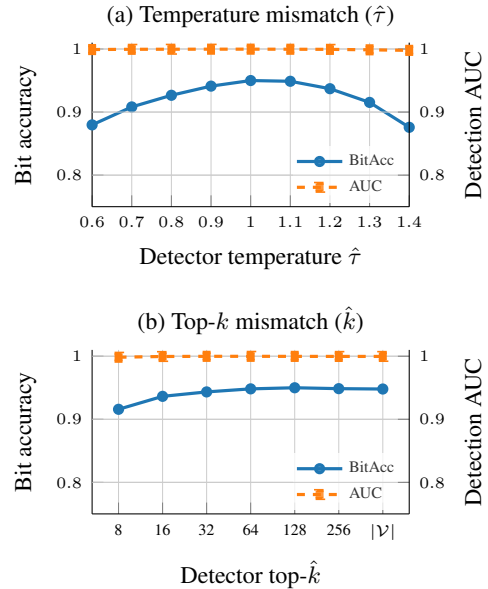 (a) Temperature mismatch (τ̂)
Bit accuracy
Detection AUC
1
0.9
0.8
1
0.9
0.8
BitAcc
AUC
0.6 0.7 0.8 0.9 1 1.1 1.2 1.3 1.4
Detector temperature τ̂
(b) Top-k mismatch (k̂)
Bit accuracy
Detection AUC
1
0.9
0.8
1
0.9
0.8
BitAcc
AUC
8 16 32 64 128 256 |𝒱|
Detector top-k̂